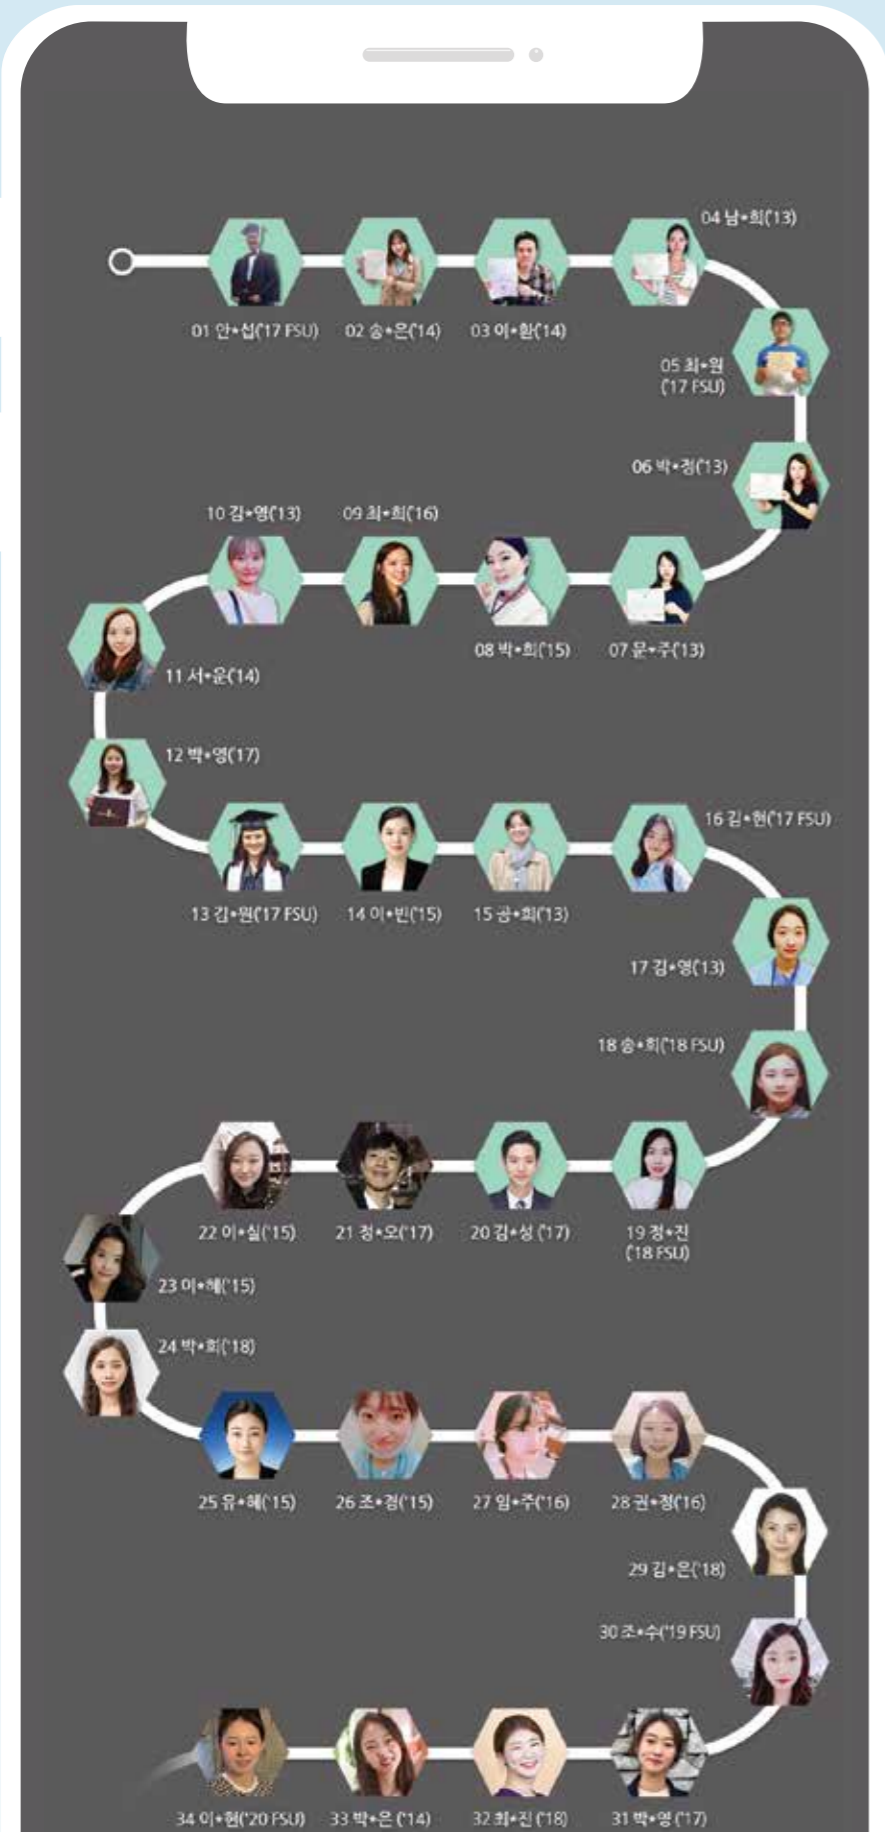 01 안*섭('17 FSU)
02 송*은('14)
03 이*환('14)
04 남*희('13)
05 최*원
('17 FSU)
06 박*정('13)
07 문*주('13)
08 박*희('15)
09 최*희('16)
10 김*영('13)
11 서*운('14)
12 박*영('17)
13 김*원('17 FSU)
14 이*빈('15)
15 공*희('13)
16 김*현('17 FSU)
17 김*영('13)
18 송*희('18 FSU)
19 정*진
('18 FSU)
20 김*성 ('17)
21 정*오('17)
22 이*실('15)
23 이*혜('15)
24 박*희('18)
25 유*혜('15)
26 조*경('15)
27 임*주('16)
28 권*정('16)
29 김*은('18)
30 조*수('19 FSU)
31 박*영 ('17)
32 최*진 ('18)
33 박*은 ('14)
34 이*현('20 FSU)